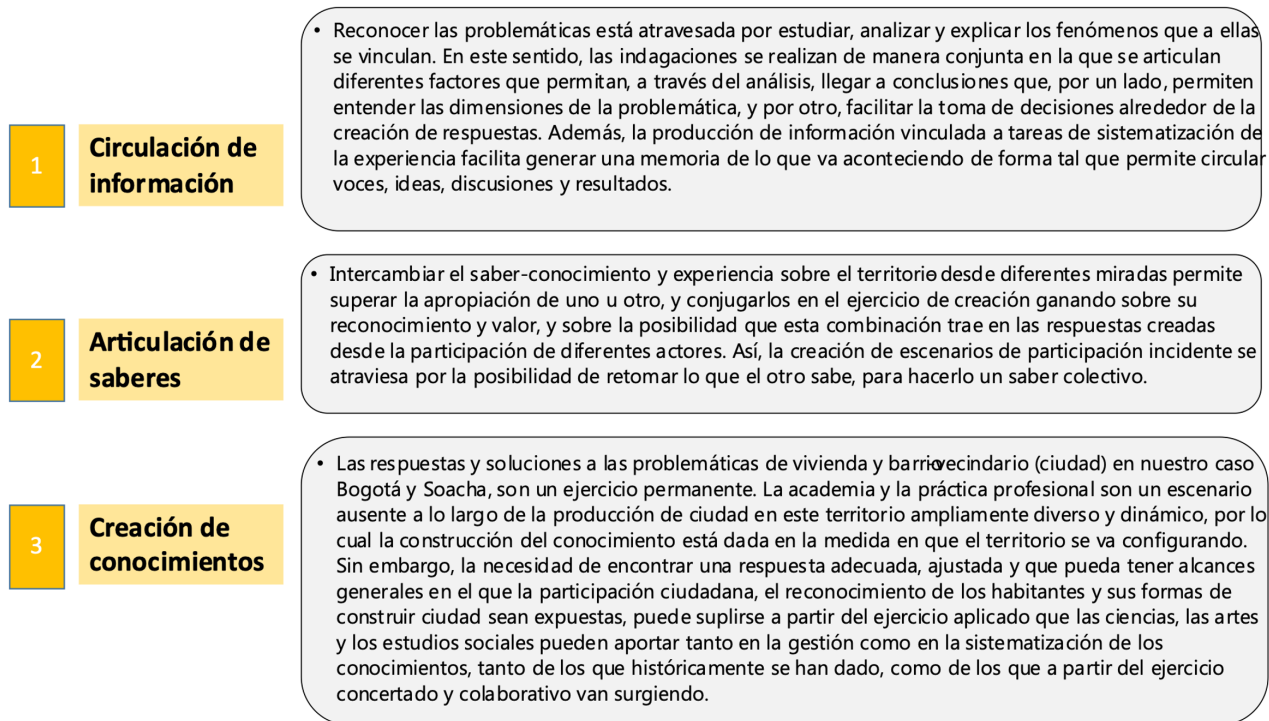 1
Circulación de
información
• Reconocer las problemáticas está atravesada por estudiar, analizar y explicar los fenómenos que a ellas
se vinculan. En este sentido, las indagaciones se realizan de manera conjunta en la que se articulan
diferentes factores que permitan, a través del análisis, llegar a conclusiones que, por un lado, permiten
entender las dimensiones de la problemática, y por otro, facilitar la toma de decisiones alrededor de la
creación de respuestas. Además, la producción de información vinculada a tareas de sistematización de
la experiencia facilita generar una memoria de lo que va aconteciendo de forma tal que permite circular
voces, ideas, discusiones y resultados.
2
Articulación de
saberes
• Intercambiar el saber-conocimiento y experiencia sobre el territorio desde diferentes miradas permite
superar la apropiación de uno u otro, y conjugarlos en el ejercicio de creación ganando sobre su
reconocimiento y valor, y sobre la posibilidad que esta combinación trae en las respuestas creadas
desde la participación de diferentes actores. Así, la creación de escenarios de participación incidente se
atraviesa por la posibilidad de retomar lo que el otro sabe, para hacerlo un saber colectivo.
3
Creación de
conocimientos
• Las respuestas y soluciones a las problemáticas de vivienda y barrio-vecindario (ciudad) en nuestro caso
Bogotá y Soacha, son un ejercicio permanente. La academia y la práctica profesional son un escenario
ausente a lo largo de la producción de ciudad en este territorio ampliamente diverso y dinámico, por lo
cual la construcción del conocimiento está dada en la medida en que el territorio se va configurando.
Sin embargo, la necesidad de encontrar una respuesta adecuada, ajustada y que pueda tener alcances
generales en el que la participación ciudadana, el reconocimiento de los habitantes y sus formas de
construir ciudad sean expuestas, puede suplirse a partir del ejercicio aplicado que las ciencias, las artes
y los estudios sociales pueden aportar tanto en la gestión como en la sistematización de los
conocimientos, tanto de los que históricamente se han dado, como de los que a partir del ejercicio
concertado y colaborativo van surgiendo.